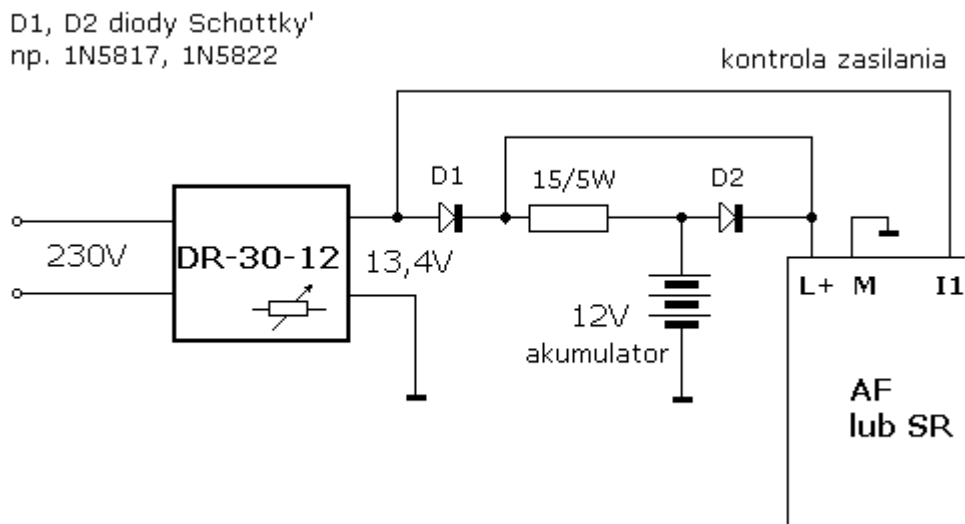 D1, D2 diody Schottky'
np. 1N5817, 1N5822
kontrola zasilania
D1
15/5W
D2
230V
DR-30-12
13,4V
L+ M I1
12V
akumulator
AF
lub SR